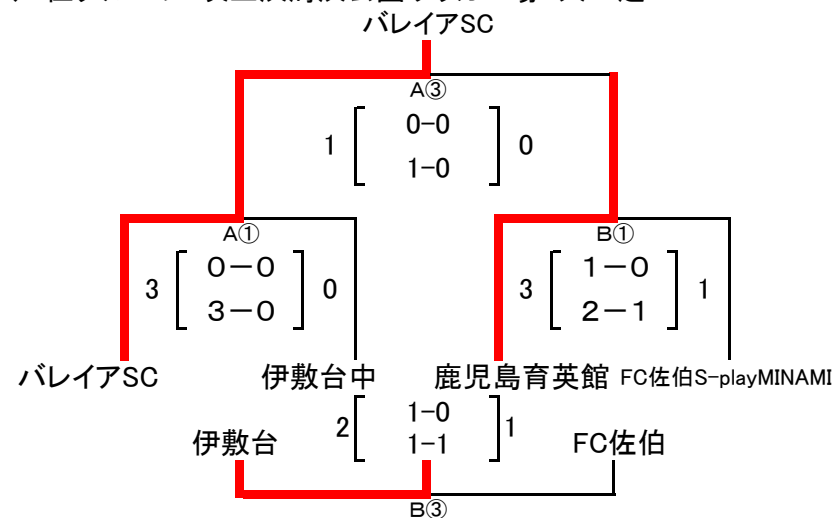 バレイアSC
A③
1 0-0 0
1-0
A① B①
3 0-0 0 3 1-0 1
3-0 2-1
バレイアSC 伊敷台中 鹿児島育英館 FC佐伯S-playMINAMI
2 1-0 1
伊敷台 1-1 FC佐伯
B③